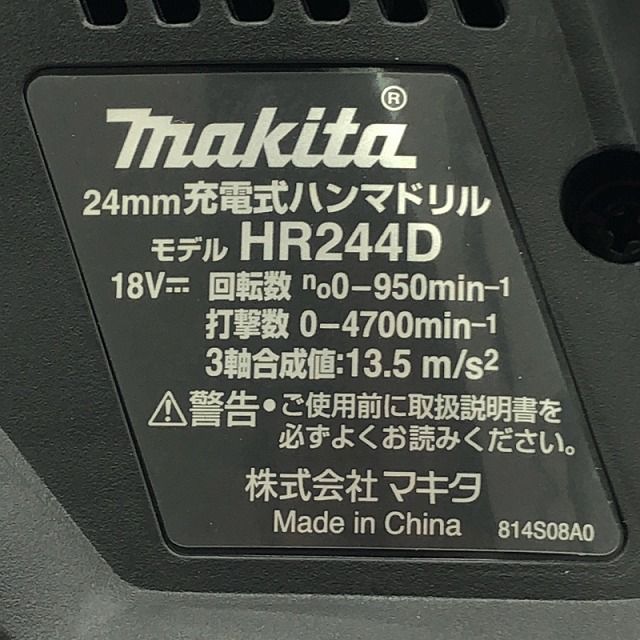 makita®
24mm充電式ハンマドリル
モデル HR244D
18V⎓ 回転数 n₀0-950min⁻¹
打撃数 0-4700min⁻¹
3軸合成値:13.5 m/s²
⚠警告●ご使用前に取扱説明書を
必ずよくお読みください。
株式会社 マキタ
Made in China 814S08A0